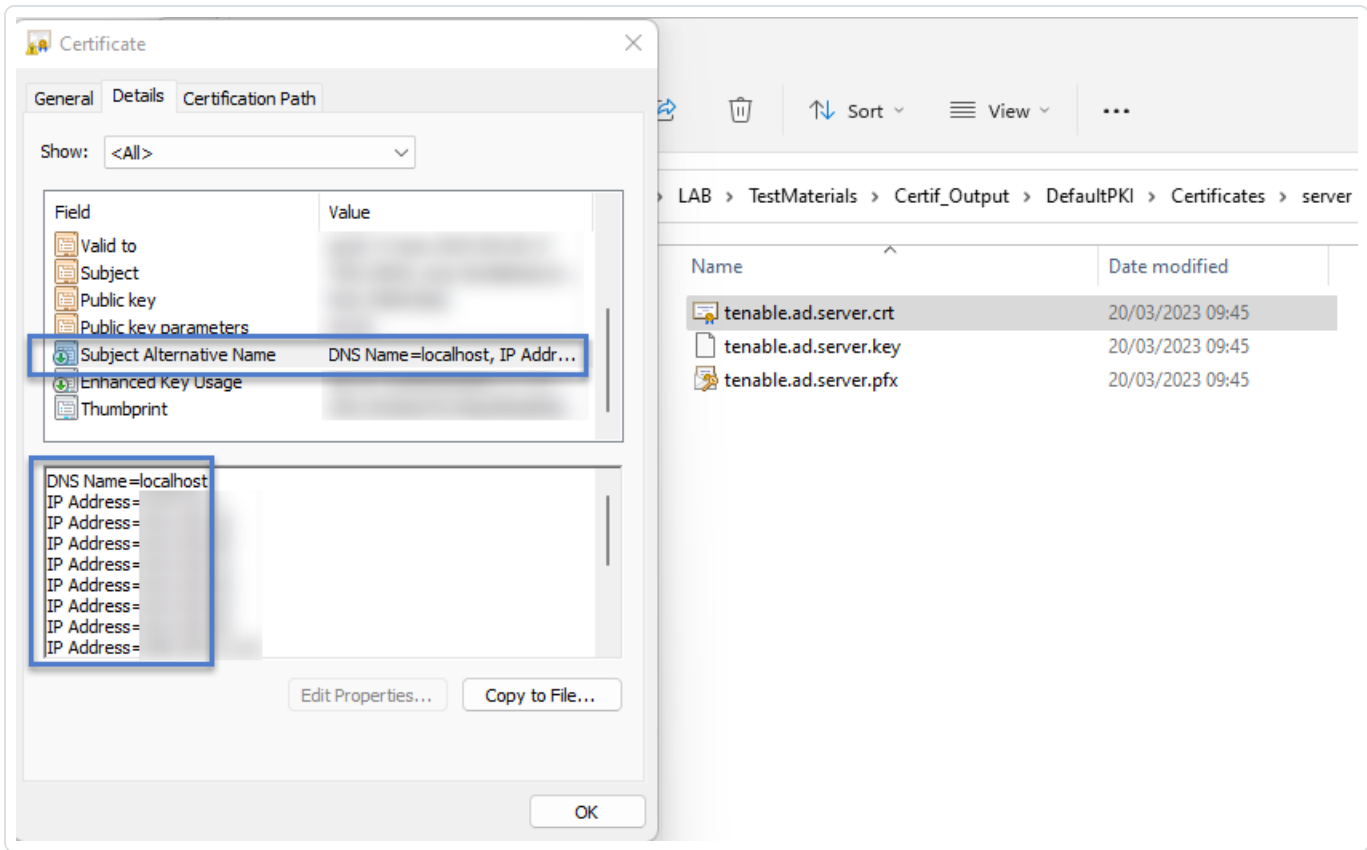 Certificate
General Details Certification Path
Show: <All>
Field Value
Valid to
Subject
Public key
Public key parameters
Subject Alternative Name DNS Name=localhost, IP Addr...
Enhanced Key Usage
Thumbprint
DNS Name=localhost
IP Address=
IP Address=
IP Address=
IP Address=
IP Address=
IP Address=
IP Address=
IP Address=
Edit Properties... Copy to File...
OK
Sort View ...
LAB > TestMaterials > Certif_Output > DefaultPKI > Certificates > server
Name Date modified
tenable.ad.server.crt 20/03/2023 09:45
tenable.ad.server.key 20/03/2023 09:45
tenable.ad.server.pfx 20/03/2023 09:45